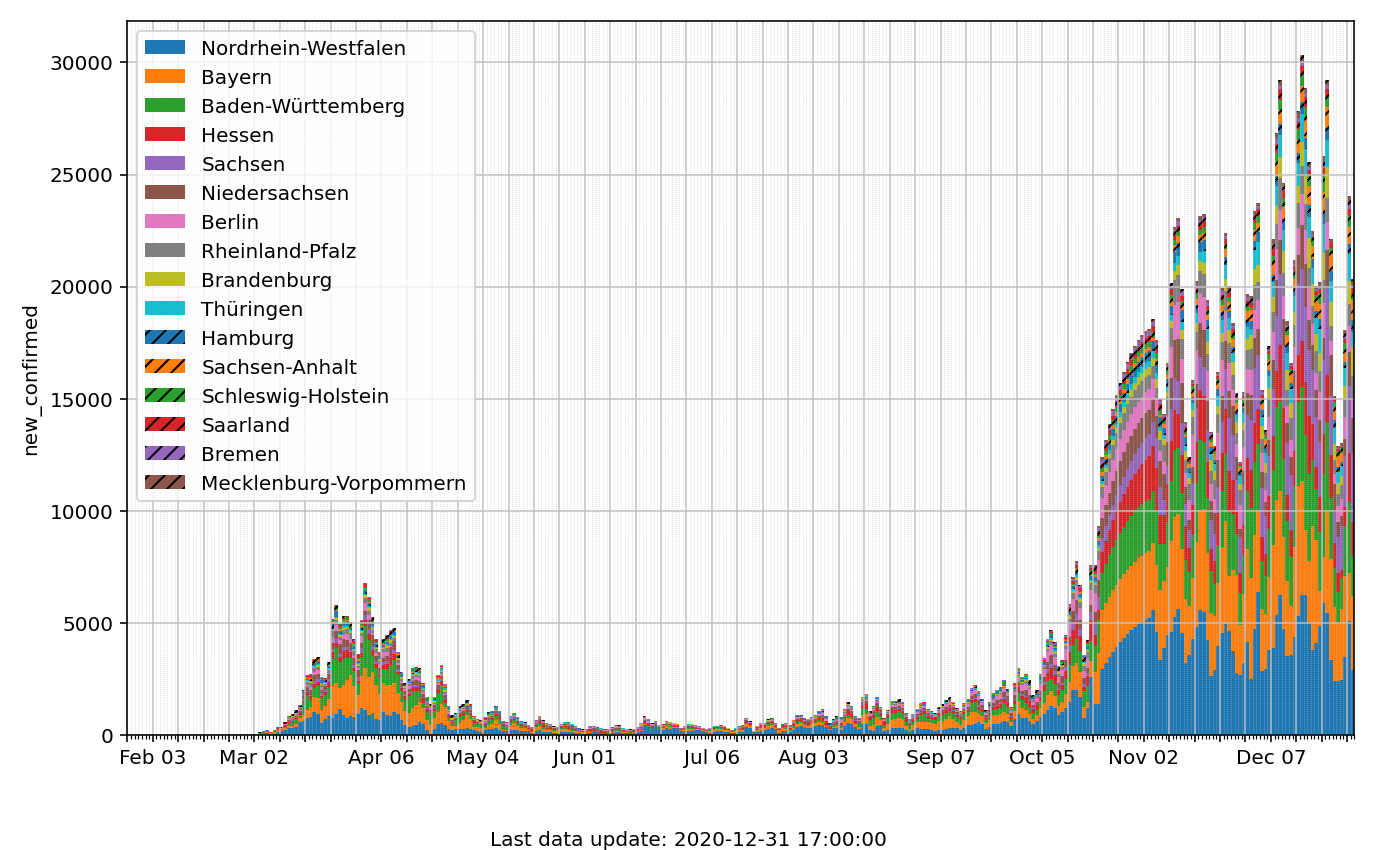 30000
25000
20000
15000
10000
5000
0
new_confirmed
Nordrhein-Westfalen
Bayern
Baden-Württemberg
Hessen
Sachsen
Niedersachsen
Berlin
Rheinland-Pfalz
Brandenburg
Thüringen
Hamburg
Sachsen-Anhalt
Schleswig-Holstein
Saarland
Bremen
Mecklenburg-Vorpommern
Feb 03 Mar 02 Apr 06 May 04 Jun 01 Jul 06 Aug 03 Sep 07 Oct 05 Nov 02 Dec 07
Last data update: 2020-12-31 17:00:00